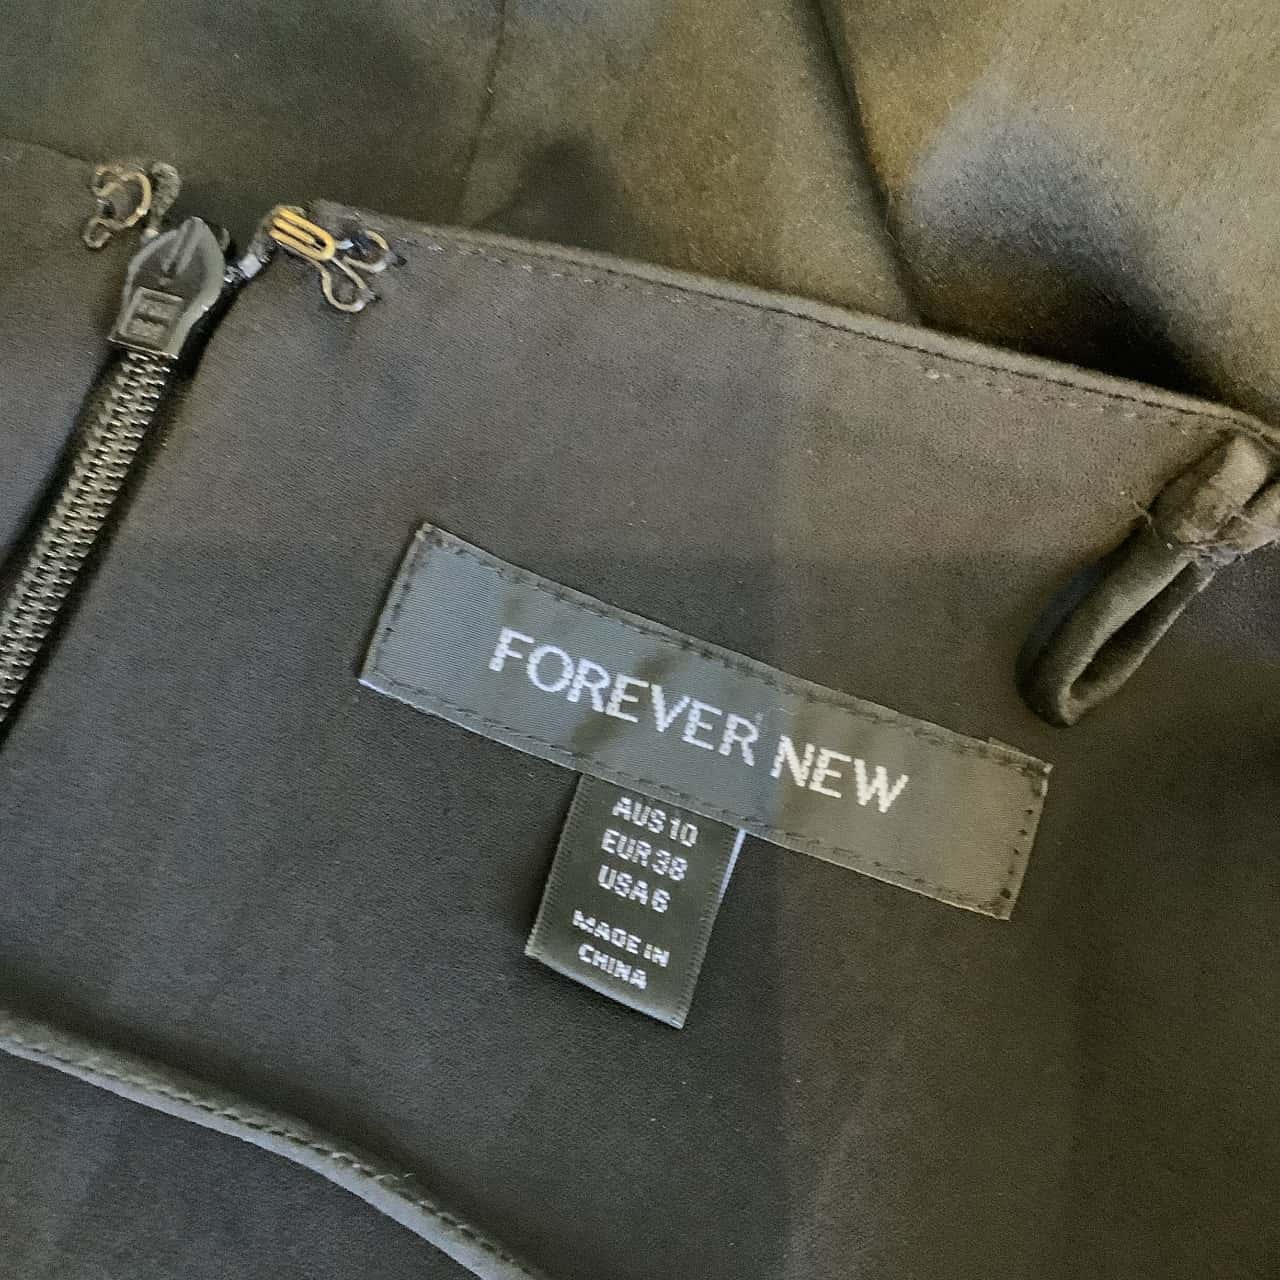 FOREVER NEW
AUS 10
EUR 38
USA 6
MADE IN
CHINA